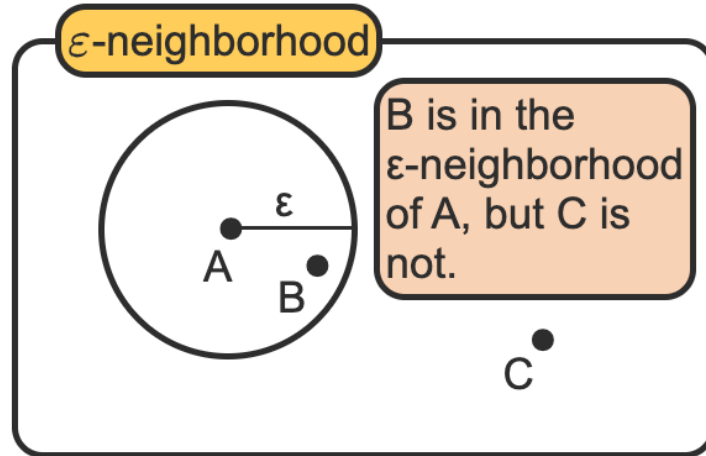 ε-neighborhood
B is in the
ε-neighborhood
of A, but C is
not.
ε
A
B
C